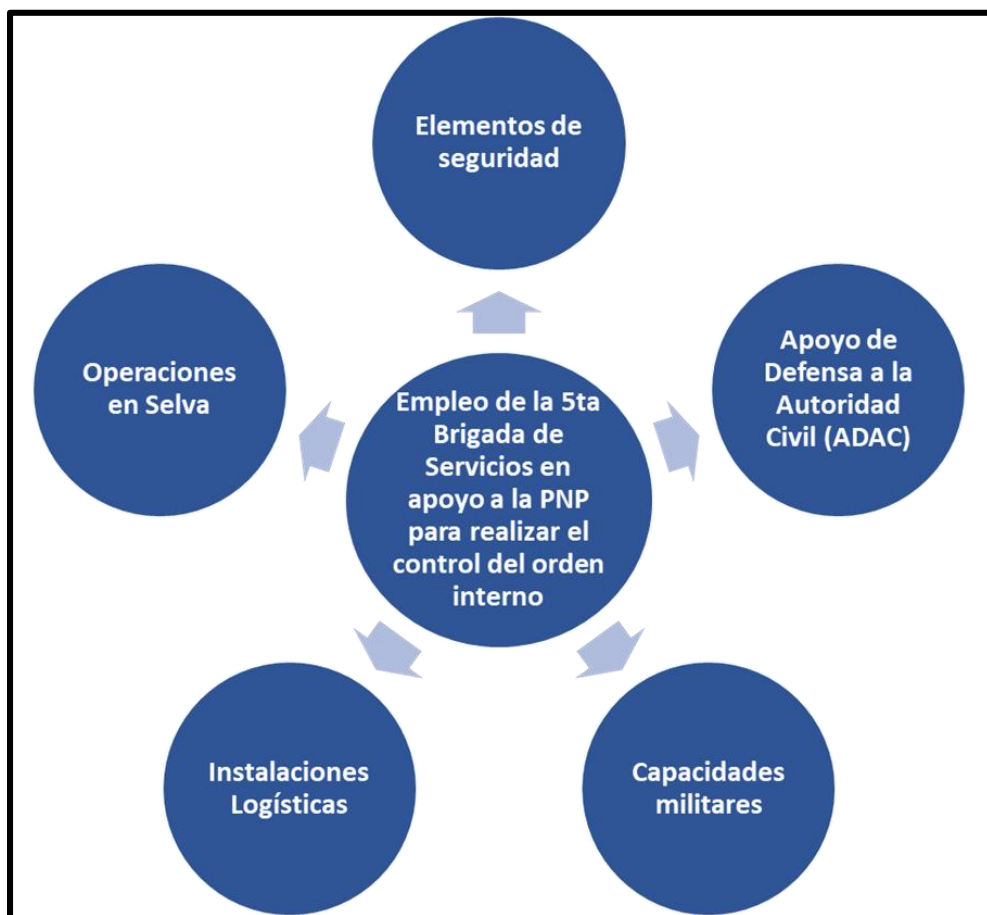 Elementos de
seguridad
Operaciones
en Selva
Apoyo de
Defensa a la
Autoridad
Civil (ADAC)
Empleo de la 5ta
Brigada de
Servicios en
apoyo a la PNP
para realizar el
control del orden
interno
Instalaciones
Logísticas
Capacidades
militares